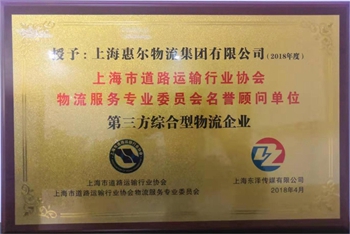 授予：上海惠尔物流集团有限公司（2018年度）
上海市道路运输行业协会
物流服务专业委员会名誉顾问单位
第三方综合型物流企业
上海市道路运输行业协会
上海市道路运输行业协会物流服务专业委员会
上海东泽传媒有限公司
2018年4月